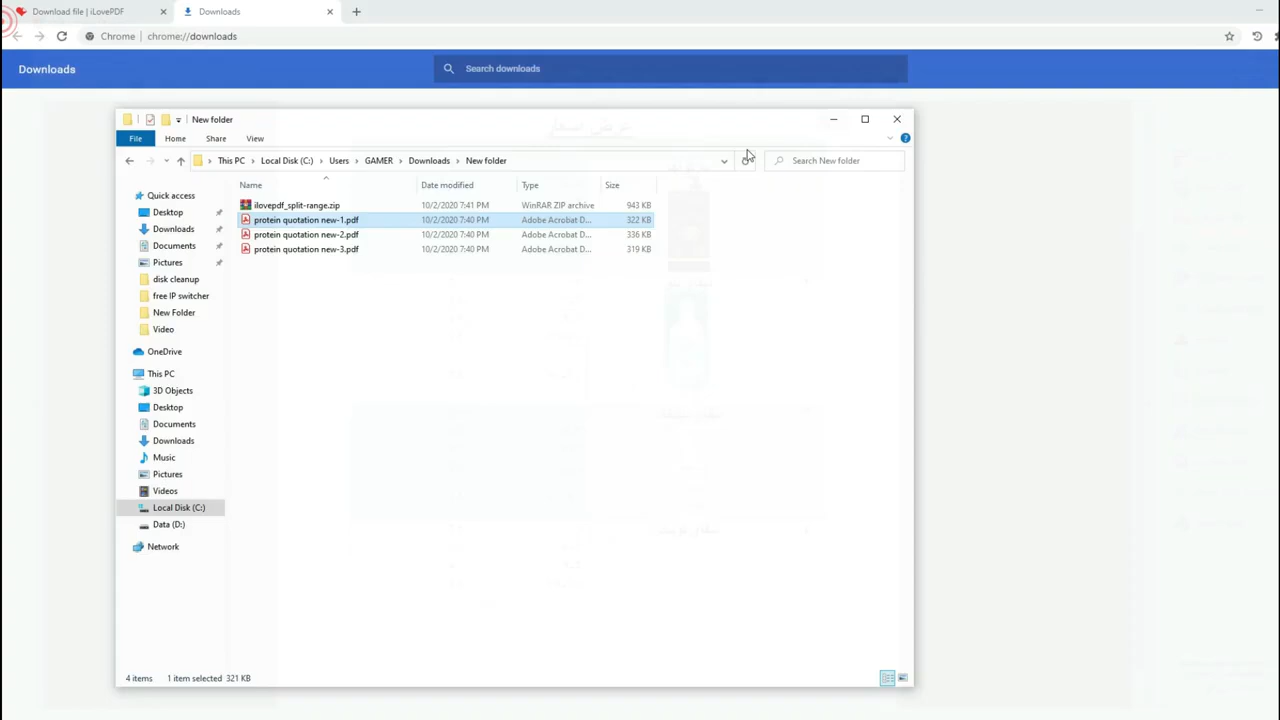 Download file | iLovePDF
Downloads
Chrome
chrome://downloads
Downloads
Search downloads
New folder
File Home Share View
This PC Local Disk (C:) Users GAMER Downloads New folder
Search New folder
Name Date modified Type Size
ilovepdf_split-range.zip 10/2/2020 7:41 PM WinRAR ZIP archive 943 KB
protein quotation new-1.pdf 10/2/2020 7:40 PM Adobe Acrobat D... 322 KB
protein quotation new-2.pdf 10/2/2020 7:40 PM Adobe Acrobat D... 336 KB
protein quotation new-3.pdf 10/2/2020 7:40 PM Adobe Acrobat D... 319 KB
Quick access
Desktop
Downloads
Documents
Pictures
disk cleanup
free IP switcher
New Folder
Video
OneDrive
This PC
3D Objects
Desktop
Documents
Downloads
Music
Pictures
Videos
Local Disk (C:)
Data (D:)
Network
4 items 1 item selected 321 KB